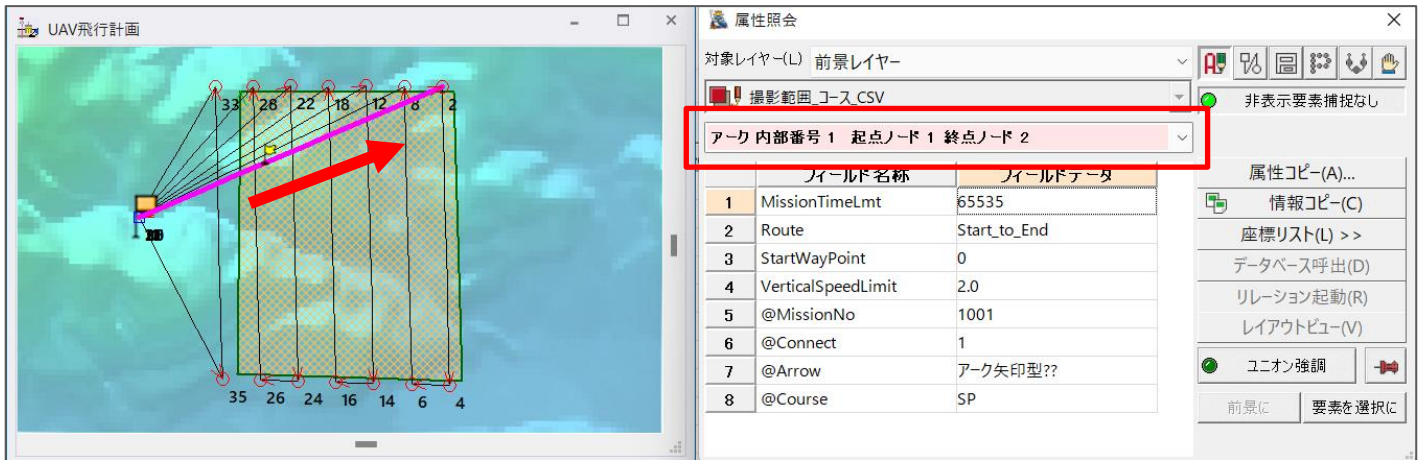 UAV飛行計画
33 28 22 18 12 8 2
35 26 24 16 14 6 4
属性照会
対象レイヤー(L) 前景レイヤー
撮影範囲_コース_CSV
非表示要素捕捉なし
アーク 内部番号 1 起点ノード 1 終点ノード 2
フィールド名称 フィールドデータ
1 MissionTimeLmt 65535
2 Route Start_to_End
3 StartWayPoint 0
4 VerticalSpeedLimit 2.0
5 @MissionNo 1001
6 @Connect 1
7 @Arrow アーク矢印型??
8 @Course SP
属性コピー(A)...
情報コピー(C)
座標リスト(L) >>
データベース呼出(D)
リレーション起動(R)
レイアウトビュー(V)
ユニオン強調
前景に 要素を選択に